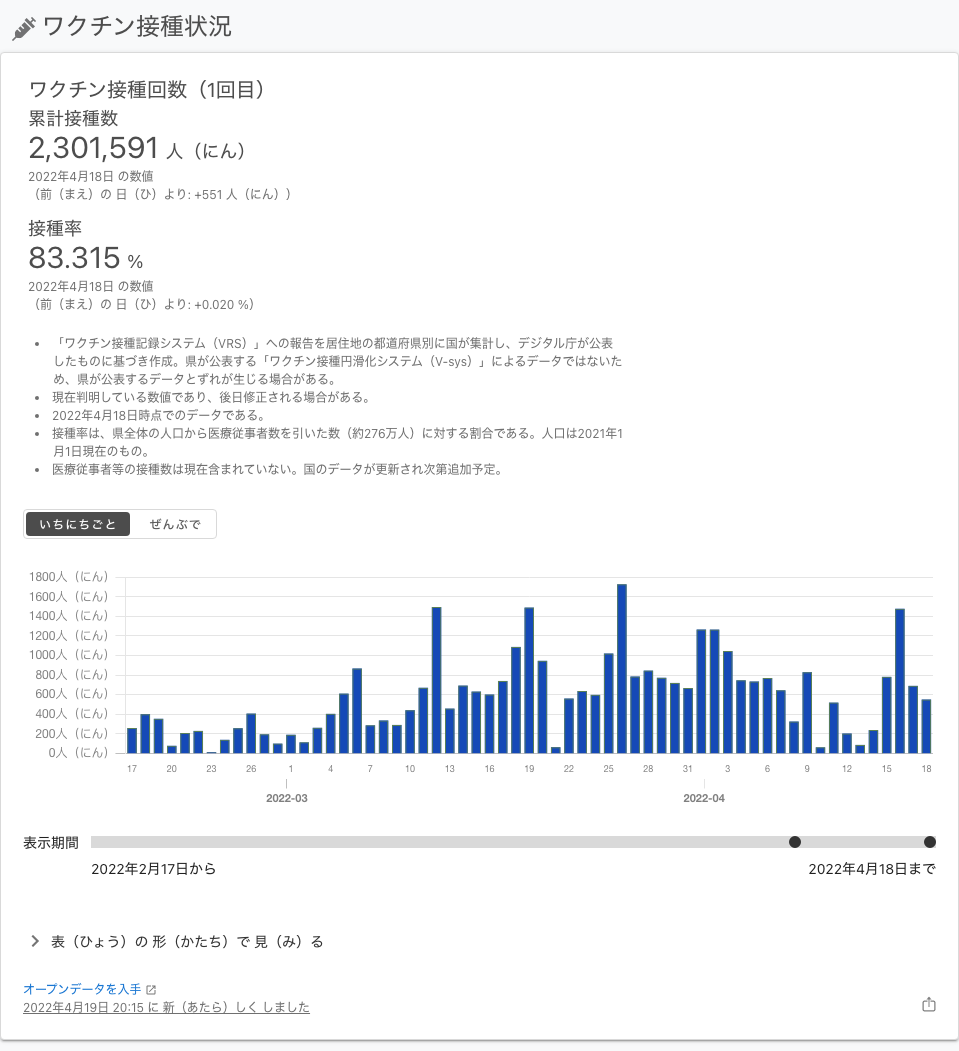 ワクチン接種状況
ワクチン接種回数（1回目）
累計接種数
2,301,591 人（にん）
2022年4月18日 の数値
（前（まえ）の 日（ひ）より: +551 人（にん））
接種率
83.315 %
2022年4月18日 の数値
（前（まえ）の 日（ひ）より: +0.020 %）
• 「ワクチン接種記録システム（VRS）」への報告を居住地の都道府県別に国が集計し、デジタル庁が公表
したものに基づき作成。県が公表する「ワクチン接種円滑化システム（V-sys）」によるデータではないた
め、県が公表するデータとずれが生じる場合がある。
• 現在判明している数値であり、後日修正される場合がある。
• 2022年4月18日時点でのデータである。
• 接種率は、県全体の人口から医療従事者数を引いた数（約276万人）に対する割合である。人口は2021年1
月1日現在のもの。
• 医療従事者等の接種数は現在含まれていない。国のデータが更新され次第追加予定。
いちにちごと ぜんぶで
1800人（にん）
1600人（にん）
1400人（にん）
1200人（にん）
1000人（にん）
800人（にん）
600人（にん）
400人（にん）
200人（にん）
0人（にん）
17 20 23 26 1 4 7 10 13 16 19 22 25 28 31 3 6 9 12 15 18
2022-03 2022-04
表示期間
2022年2月17日から 2022年4月18日まで
表（ひょう）の 形（かたち）で 見（み）る
オープンデータを入手
2022年4月19日 20:15 に 新（あたら）しく しました